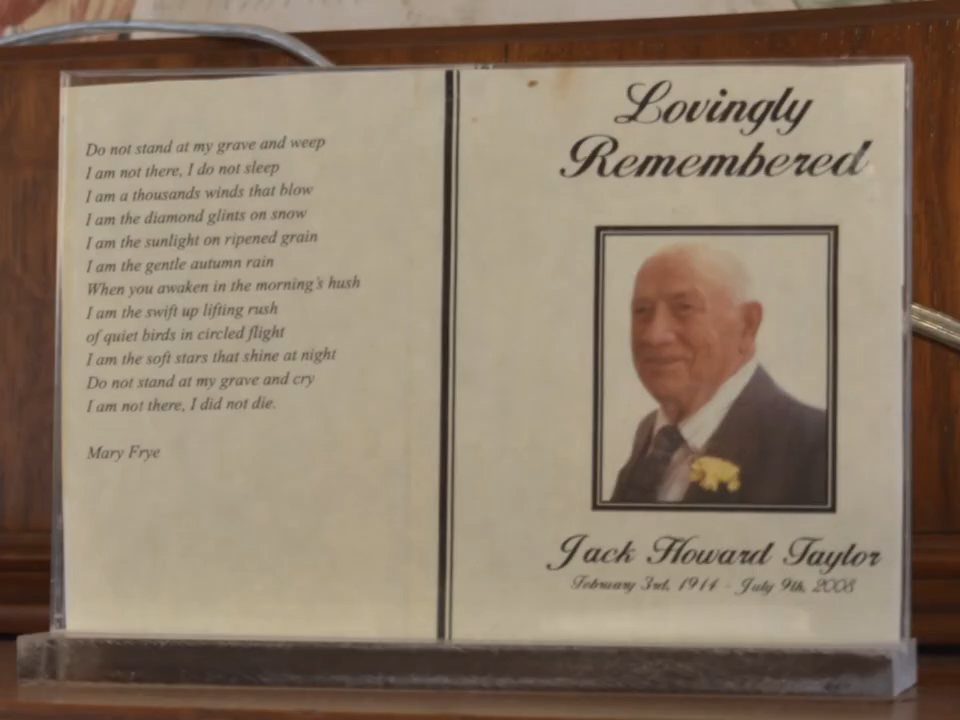 Do not stand at my grave and weep
I am not there, I do not sleep
I am a thousands winds that blow
I am the diamond glints on snow
I am the sunlight on ripened grain
I am the gentle autumn rain
When you awaken in the morning's hush
I am the swift up lifting rush
of quiet birds in circled flight
I am the soft stars that shine at night
Do not stand at my grave and cry
I am not there, I did not die.
Mary Frye
Lovingly
Remembered
Jack Howard Taylor
February 3rd, 1914 - July 9th, 2008